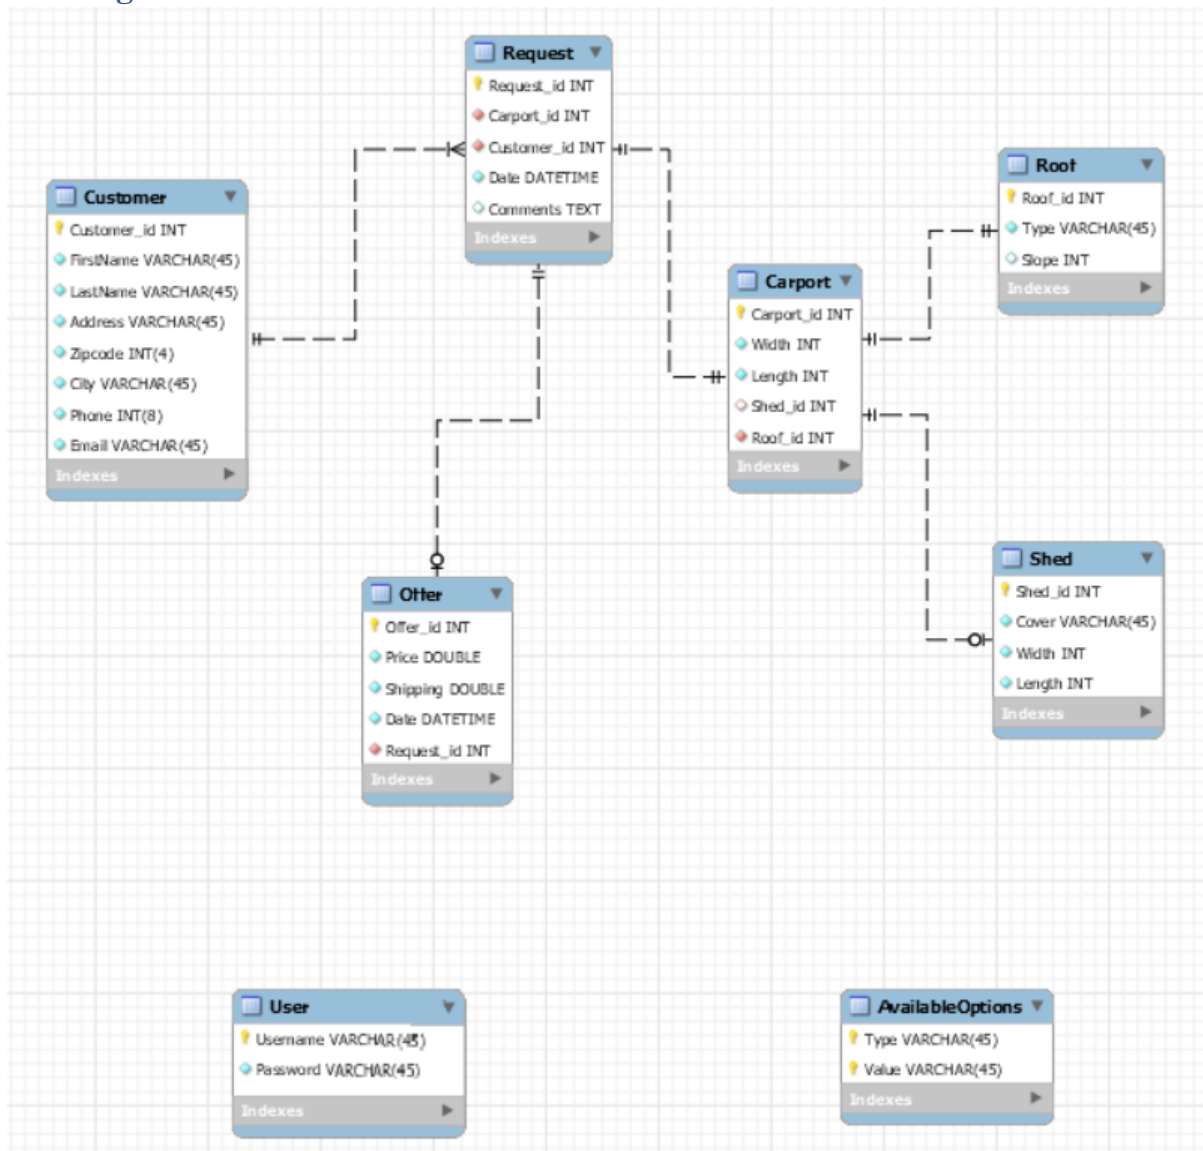 Request
Request_id INT
Carport_id INT
Customer_id INT
Date DATETIME
Comments TEXT
Indexes
Customer
Customer_id INT
FirstName VARCHAR(45)
LastName VARCHAR(45)
Address VARCHAR(45)
Zipcode INT(4)
City VARCHAR(45)
Phone INT(8)
Email VARCHAR(45)
Indexes
Roof
Roof_id INT
Type VARCHAR(45)
Slope INT
Indexes
Carport
Carport_id INT
Width INT
Length INT
Shed_id INT
Roof_id INT
Indexes
Shed
Shed_id INT
Cover VARCHAR(45)
Width INT
Length INT
Indexes
Offer
Offer_id INT
Price DOUBLE
Shipping DOUBLE
Date DATETIME
Request_id INT
Indexes
User
Username VARCHAR(45)
Password VARCHAR(45)
Indexes
AvailableOptions
Type VARCHAR(45)
Value VARCHAR(45)
Indexes